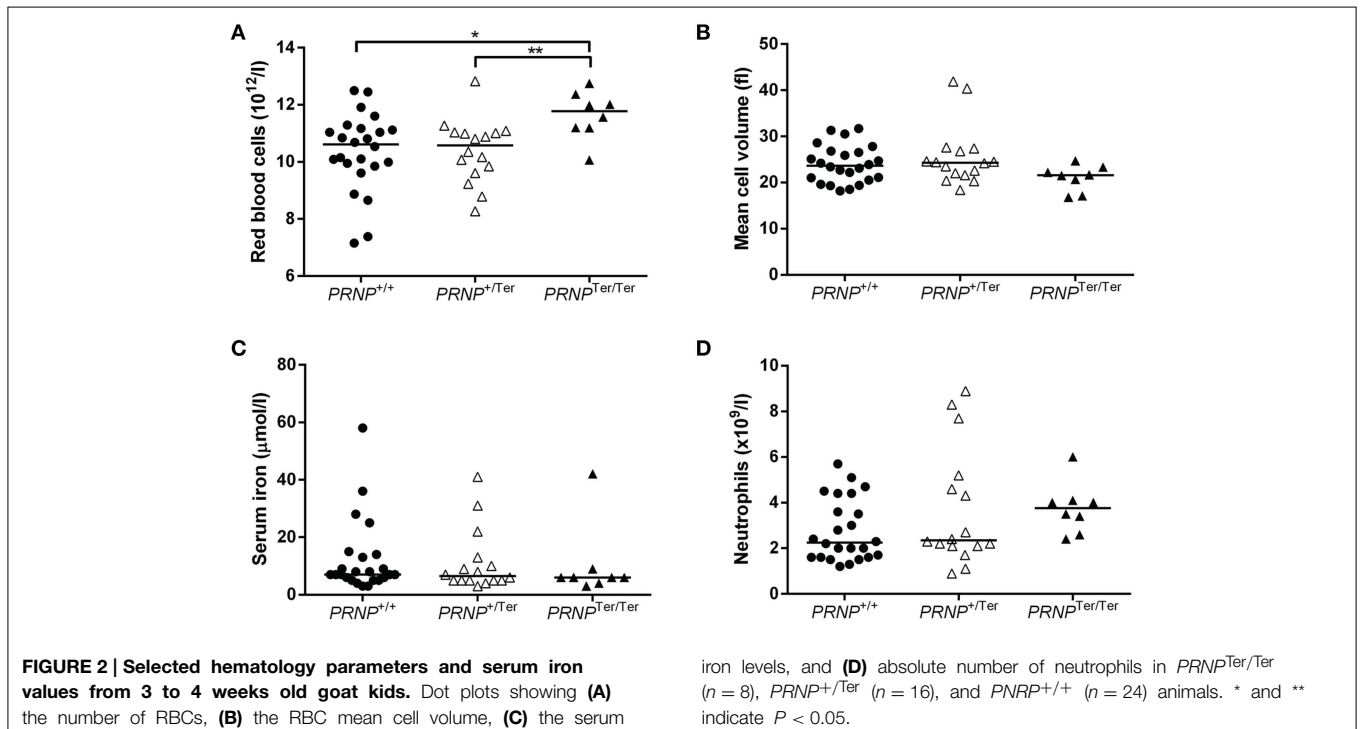 A
*
**
Red blood cells (10¹²/l)
14
12
10
8
6
PRNP⁺/⁺
PRNP⁺/ᵀᵉʳ
PRNPᵀᵉʳ/ᵀᵉʳ
B
Mean cell volume (fl)
50
40
30
20
10
0
PRNP⁺/⁺
PRNP⁺/ᵀᵉʳ
PRNPᵀᵉʳ/ᵀᵉʳ
C
Serum iron (μmol/l)
80
60
40
20
0
PRNP⁺/⁺
PRNP⁺/ᵀᵉʳ
PRNPᵀᵉʳ/ᵀᵉʳ
D
Neutrophils (x10⁹/l)
10
8
6
4
2
0
PRNP⁺/⁺
PRNP⁺/ᵀᵉʳ
PRNPᵀᵉʳ/ᵀᵉʳ
FIGURE 2 | Selected hematology parameters and serum iron
values from 3 to 4 weeks old goat kids. Dot plots showing (A)
the number of RBCs, (B) the RBC mean cell volume, (C) the serum
iron levels, and (D) absolute number of neutrophils in PRNPᵀᵉʳ/ᵀᵉʳ
(n = 8), PRNP⁺/ᵀᵉʳ (n = 16), and PNRP⁺/⁺ (n = 24) animals. * and **
indicate P < 0.05.